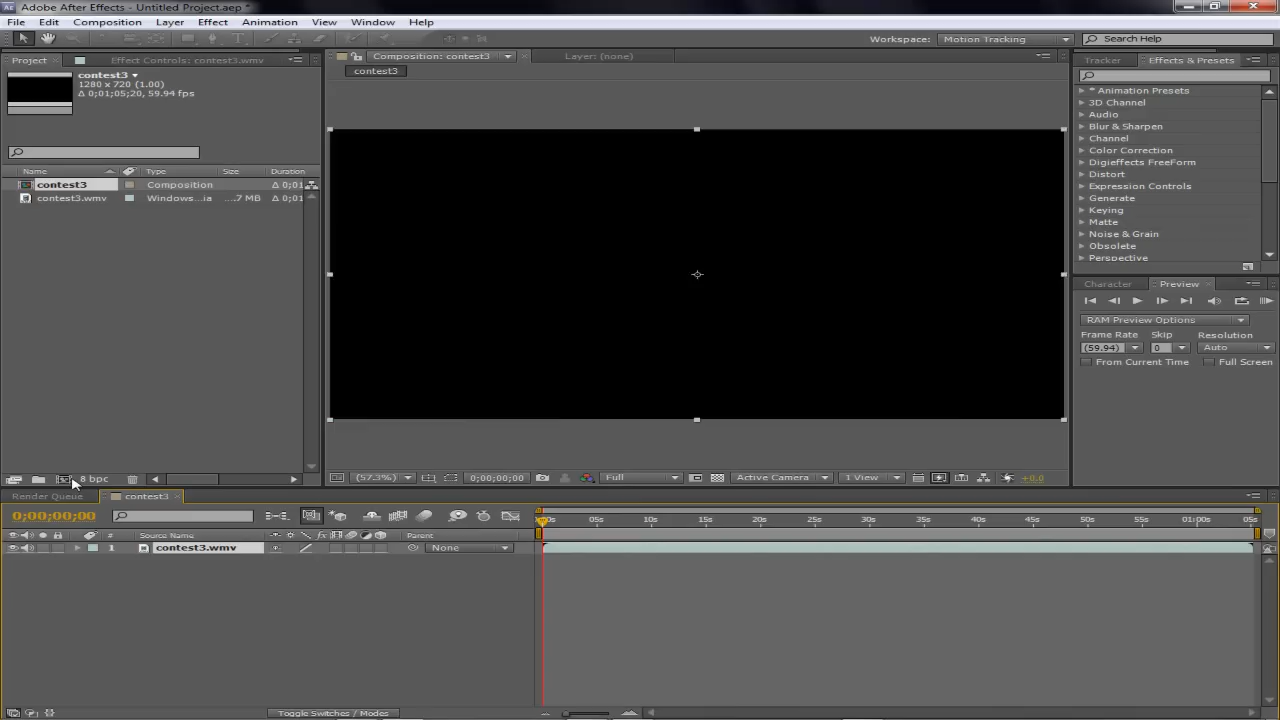 Adobe After Effects - Untitled Project.aep *
File Edit Composition Layer Effect Animation View Window Help
Workspace: Motion Tracking Search Help
Project Effect Controls: contest3.wmv
contest3
1280 x 720 (1.00)
Δ 0;01;05;20, 59.94 fps
Name Type Size Duration
contest3 Composition Δ 0;01
contest3.wmv Windows...ia ....7 MB Δ 0;01
8 bpc
Composition: contest3 Layer: (none)
contest3
(57.3%) 0;00;00;00 Full Active Camera 1 View +0.0
Tracker Effects & Presets
* Animation Presets
3D Channel
Audio
Blur & Sharpen
Channel
Color Correction
Digieffects FreeForm
Distort
Expression Controls
Generate
Keying
Matte
Noise & Grain
Obsolete
Perspective
Character Preview
RAM Preview Options
Frame Rate Skip Resolution
(59.94) 0 Auto
From Current Time Full Screen
Render Queue contest3
0;00;00;00
05s 10s 15s 20s 25s 30s 35s 40s 45s 50s 55s 01:00s 05s
# Source Name Parent
1 contest3.wmv None
Toggle Switches / Modes